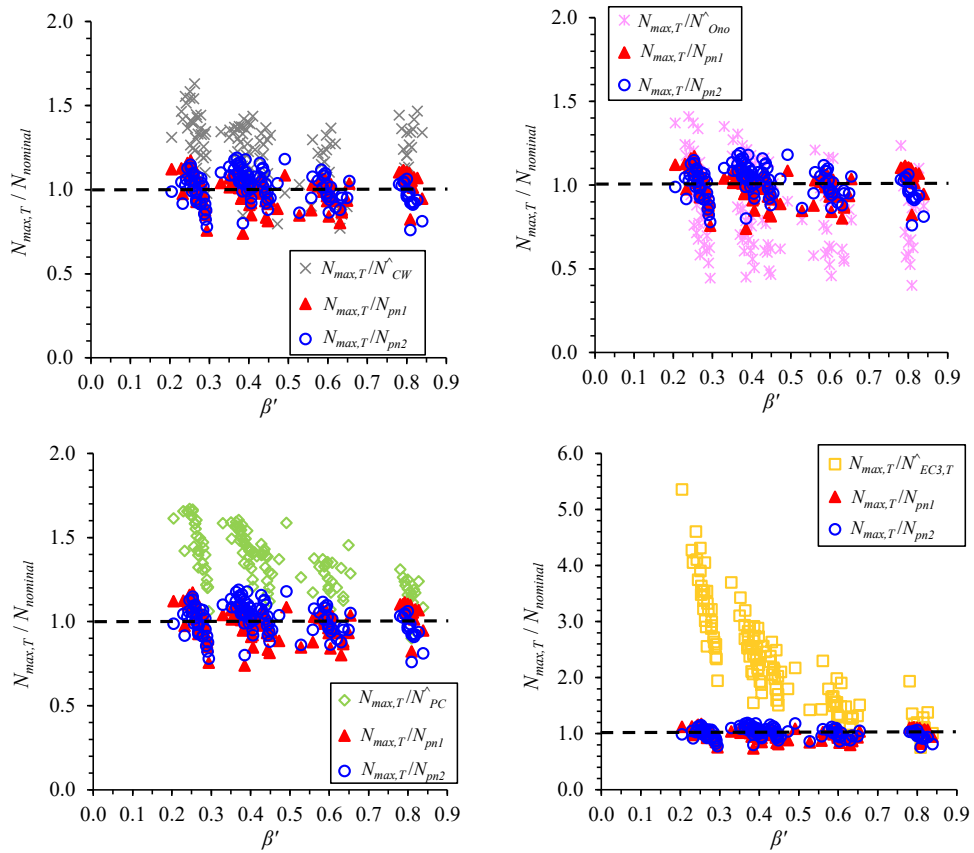 2.0
1.5
1.0
0.5
0.0
N_max,T / N_nominal
N_max,T/N^_CW
N_max,T/N_pn1
N_max,T/N_pn2
0.0 0.1 0.2 0.3 0.4 0.5 0.6 0.7 0.8 0.9
β'
2.0
1.5
1.0
0.5
0.0
N_max,T / N_nominal
N_max,T/N^_Ono
N_max,T/N_pn1
N_max,T/N_pn2
0.0 0.1 0.2 0.3 0.4 0.5 0.6 0.7 0.8 0.9
β'
2.0
1.5
1.0
0.5
0.0
N_max,T / N_nominal
N_max,T/N^_PC
N_max,T/N_pn1
N_max,T/N_pn2
0.0 0.1 0.2 0.3 0.4 0.5 0.6 0.7 0.8 0.9
β'
6.0
5.0
4.0
3.0
2.0
1.0
0.0
N_max,T / N_nominal
N_max,T/N^_EC3,T
N_max,T/N_pn1
N_max,T/N_pn2
0.0 0.1 0.2 0.3 0.4 0.5 0.6 0.7 0.8 0.9
β'